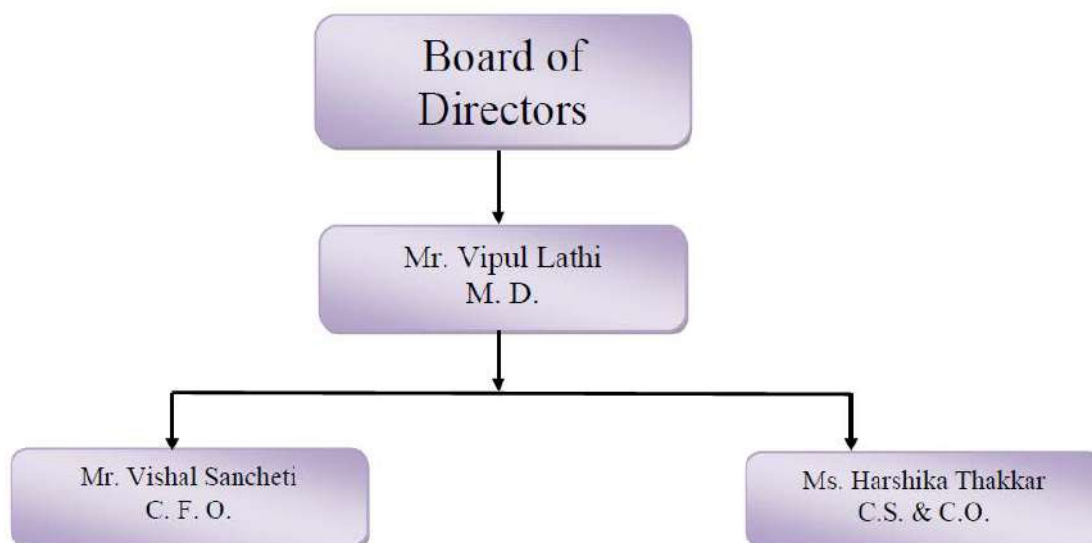 Board of
Directors
Mr. Vipul Lathi
M. D.
Mr. Vishal Sancheti
C. F. O.
Ms. Harshika Thakkar
C.S. & C.O.